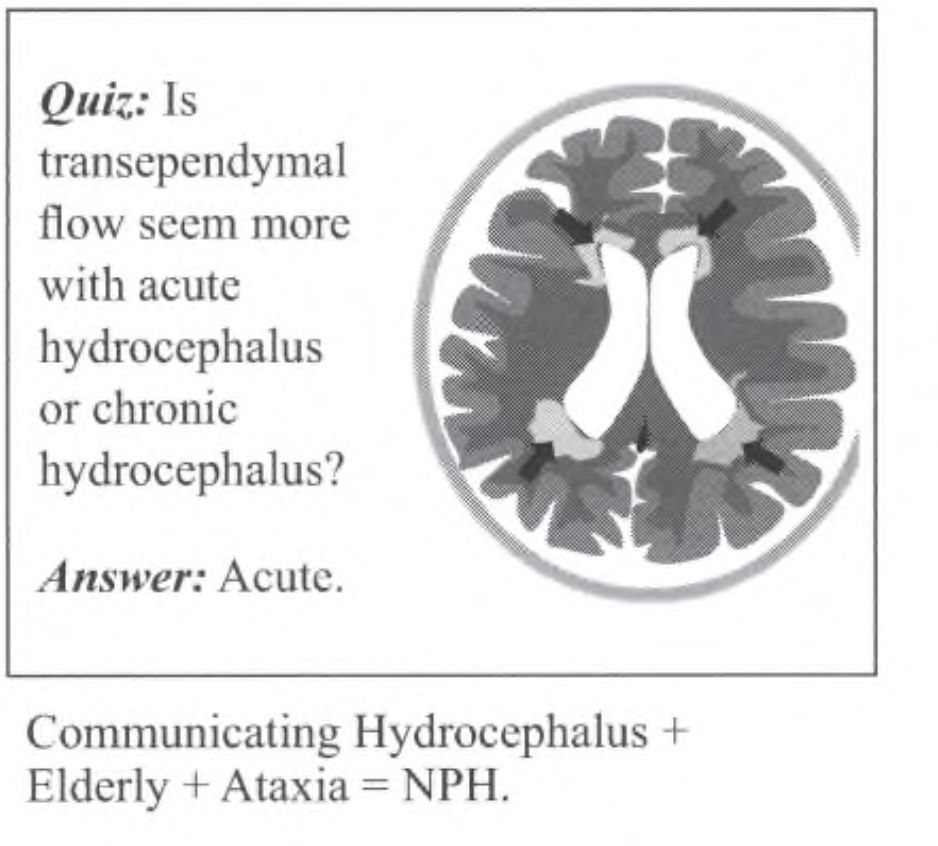 Quiz: Is
transependymal
flow seem more
with acute
hydrocephalus
or chronic
hydrocephalus?
Answer: Acute.
Communicating Hydrocephalus +
Elderly + Ataxia = NPH.